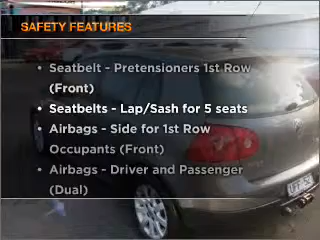 SAFETY FEATURES
• Seatbelt - Pretensioners 1st Row
(Front)
• Seatbelts - Lap/Sash for 5 seats
• Airbags - Side for 1st Row
Occupants (Front)
• Airbags - Driver and Passenger
(Dual)